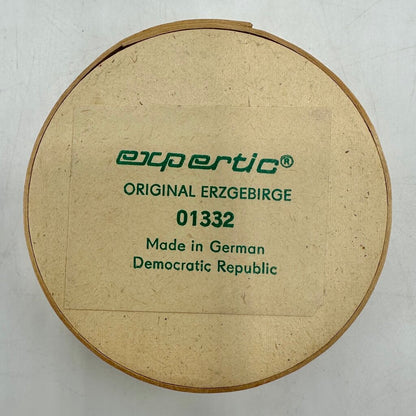 expertic®
ORIGINAL ERZGEBIRGE
01332
Made in German
Democratic Republic